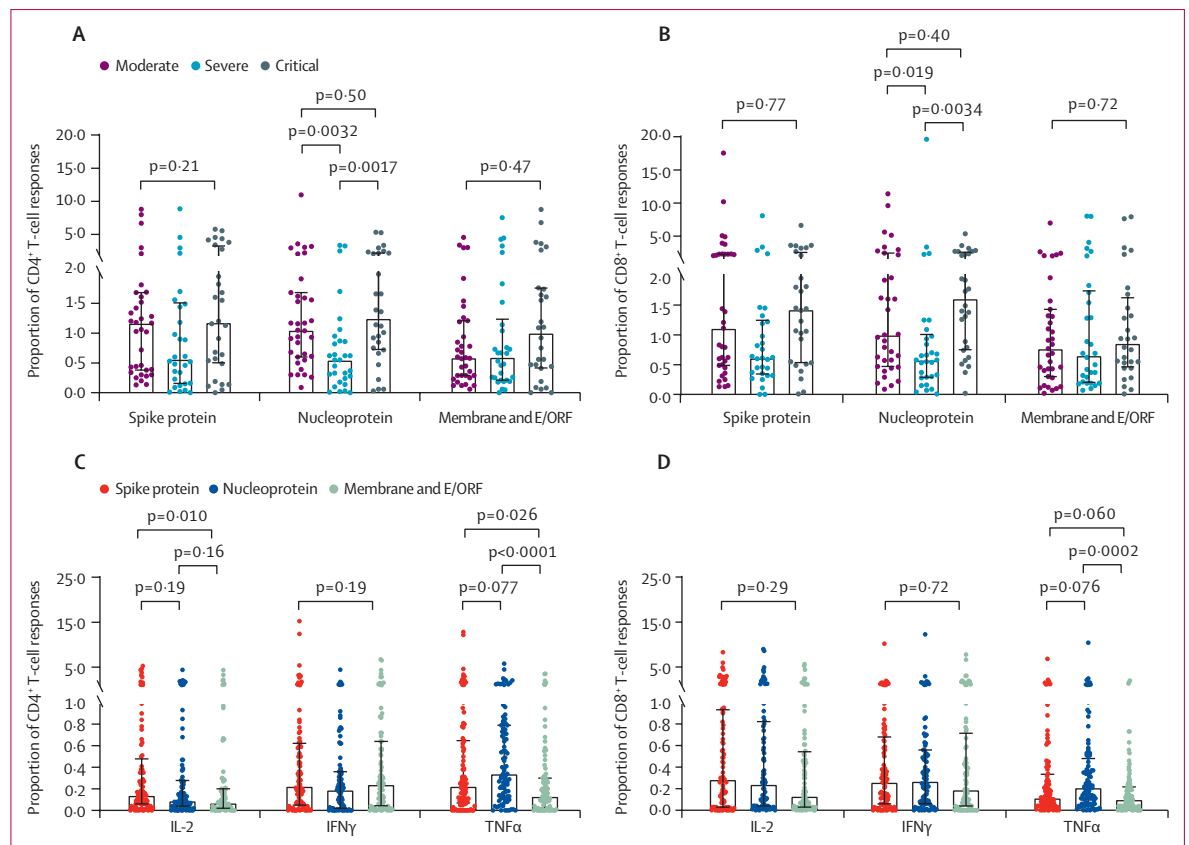 A
Moderate Severe Critical
Proportion of CD4+ T-cell responses
p=0·50
p=0·0032
p=0·21
p=0·0017
p=0·47
20·0
15·0
10·0
5·0
2·0
1·5
1·0
0·5
0·0
Spike protein Nucleoprotein Membrane and E/ORF
B
Proportion of CD8+ T-cell responses
p=0·40
p=0·019
p=0·77
p=0·0034
p=0·72
20·0
15·0
10·0
5·0
2·0
1·5
1·0
0·5
0·0
Spike protein Nucleoprotein Membrane and E/ORF
C
Spike protein Nucleoprotein Membrane and E/ORF
Proportion of CD4+ T-cell responses
p=0·010
p=0·16
p=0·19
p=0·19
p=0·026
p<0·0001
p=0·077
25·0
15·0
5·0
1·0
0·8
0·6
0·4
0·2
0·0
IL-2 IFNγ TNFα
D
Proportion of CD8+ T-cell responses
p=0·29
p=0·72
p=0·060
p=0·0002
p=0·076
25·0
15·0
5·0
1·0
0·8
0·6
0·4
0·2
0·0
IL-2 IFNγ TNFα